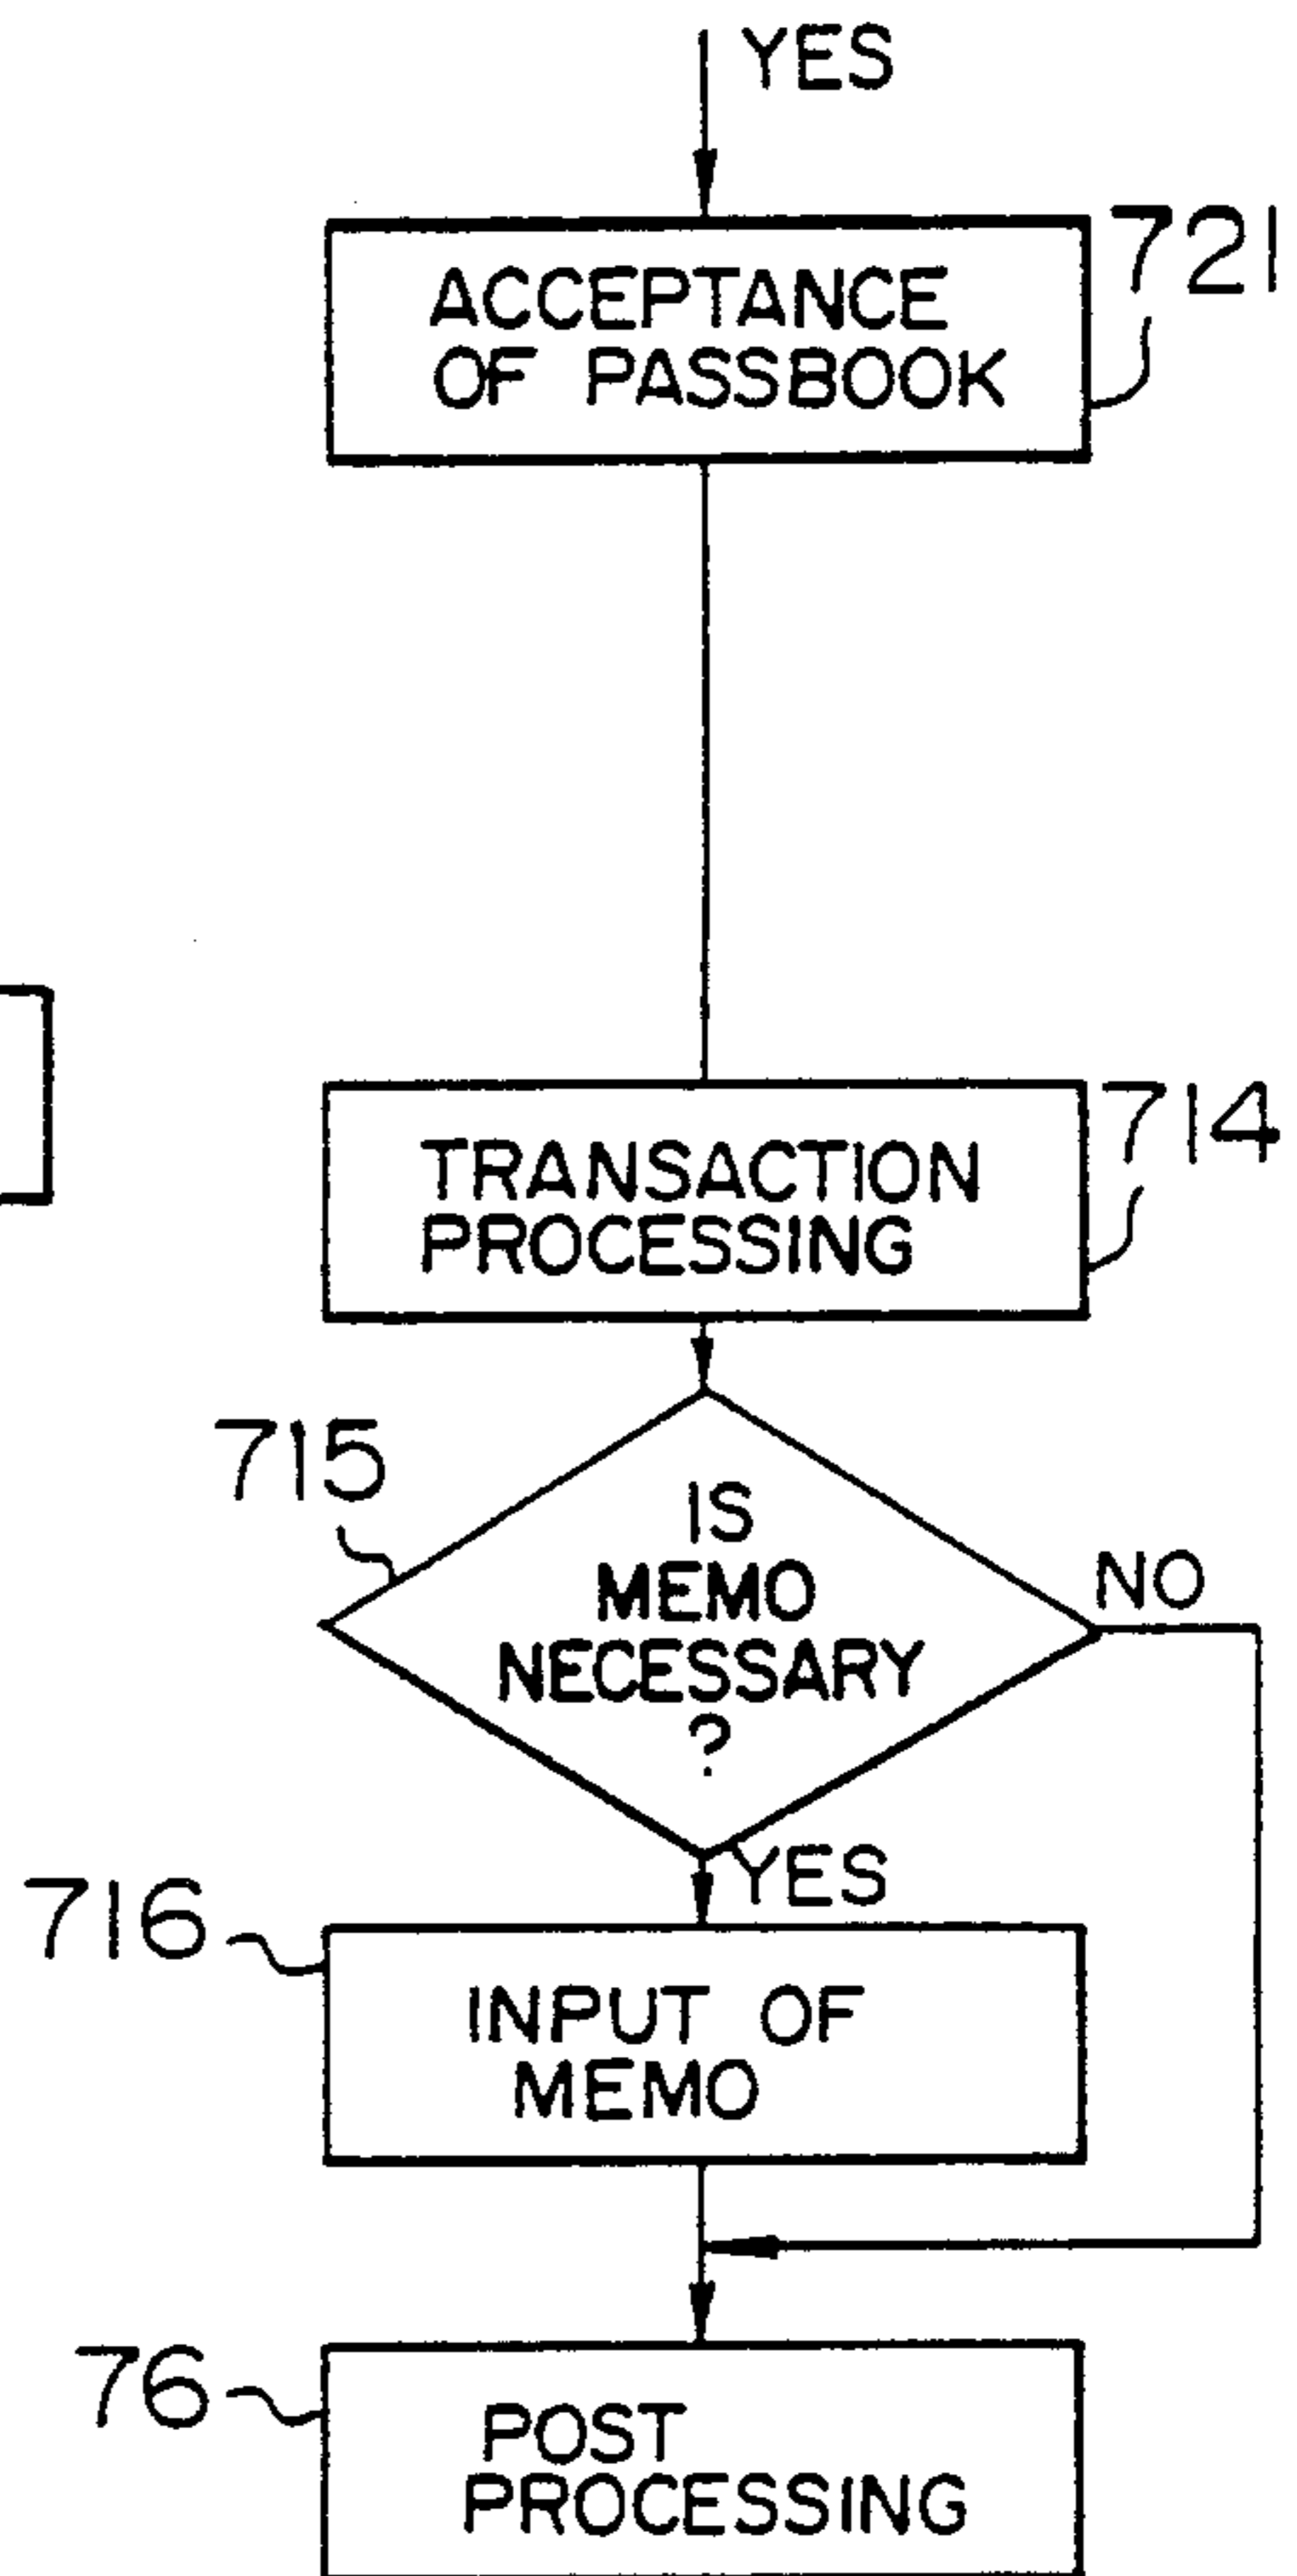 YES
721
ACCEPTANCE
OF PASSBOOK
714
TRANSACTION
PROCESSING
715
IS
MEMO
NECESSARY
?
NO
YES
716
INPUT OF
MEMO
76
POST
PROCESSING